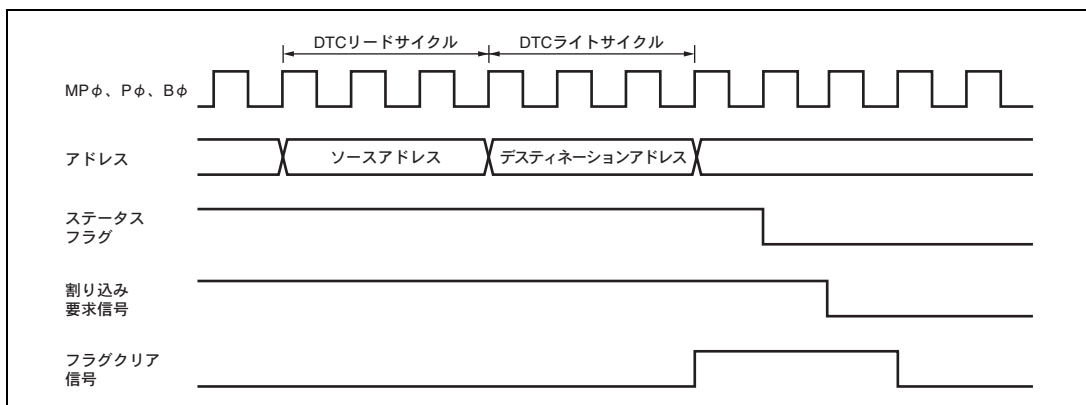 DTCリードサイクル DTCライトサイクル
MPφ、Pφ、Bφ
アドレス ソースアドレス デスティネーションアドレス
ステータス
フラグ
割り込み
要求信号
フラグクリア
信号